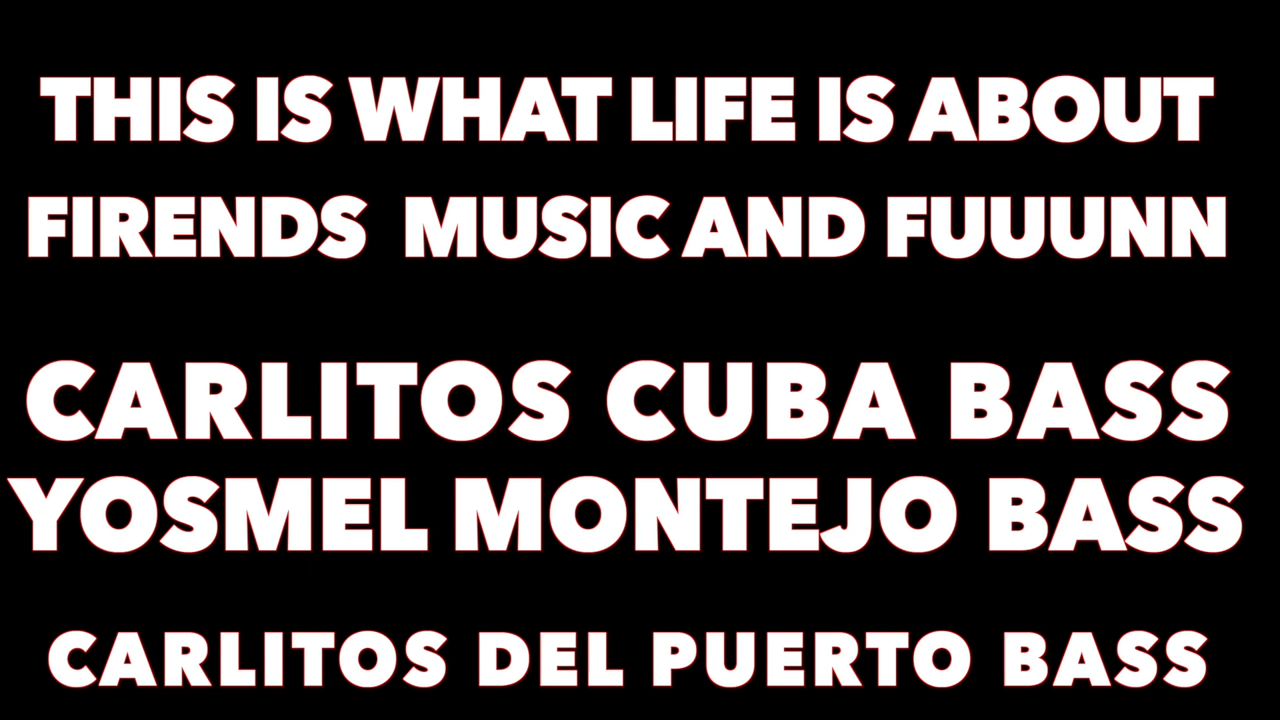 THIS IS WHAT LIFE IS ABOUT
FIRENDS MUSIC AND FUUUNN
CARLITOS CUBA BASS
YOSMEL MONTEJO BASS
CARLITOS DEL PUERTO BASS